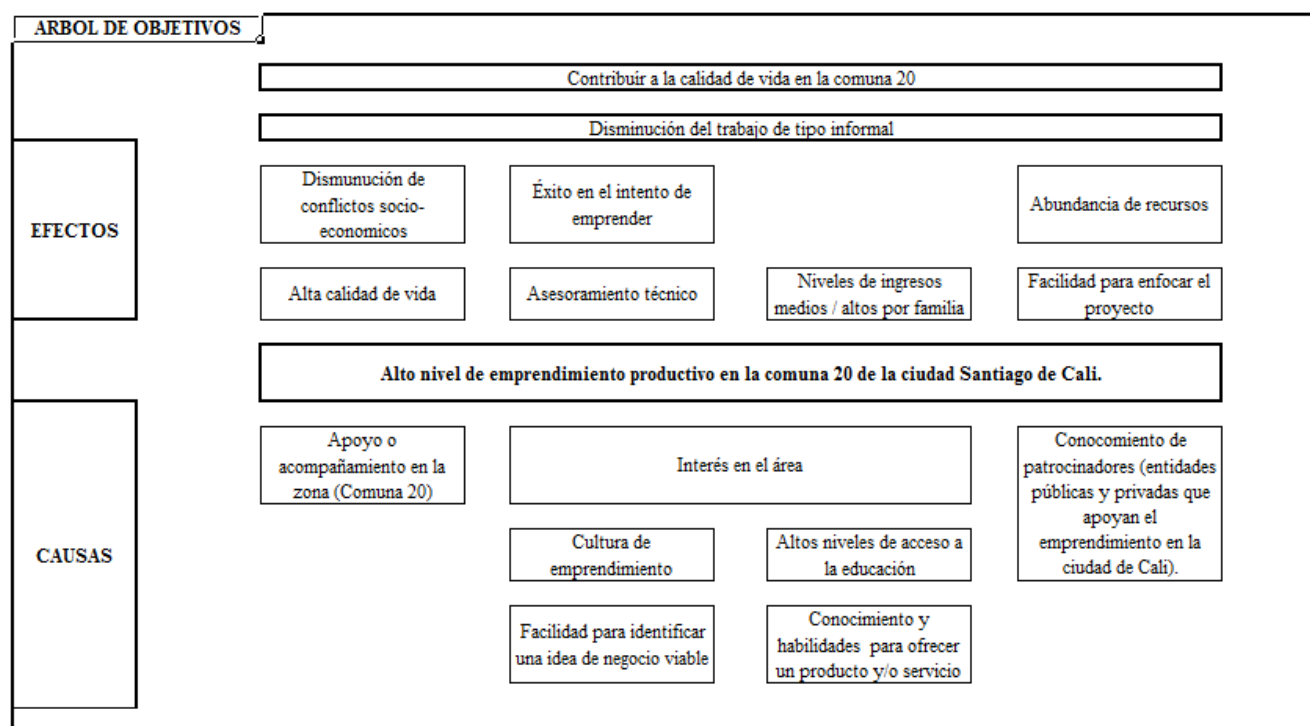 ARBOL DE OBJETIVOS
Contribuir a la calidad de vida en la comuna 20
Disminución del trabajo de tipo informal
EFECTOS
Dismunución de
conflictos socio-
economicos
Éxito en el intento de
emprender
Abundancia de recursos
Alta calidad de vida
Asesoramiento técnico
Niveles de ingresos
medios / altos por familia
Facilidad para enfocar el
proyecto
Alto nivel de emprendimiento productivo en la comuna 20 de la ciudad Santiago de Cali.
CAUSAS
Apoyo o
acompañamiento en la
zona (Comuna 20)
Interés en el área
Conocomiento de
patrocinadores (entidades
públicas y privadas que
apoyan el
emprendimiento en la
ciudad de Cali).
Cultura de
emprendimiento
Altos niveles de acceso a
la educación
Facilidad para identificar
una idea de negocio viable
Conocimiento y
habilidades para ofrecer
un producto y/o servicio